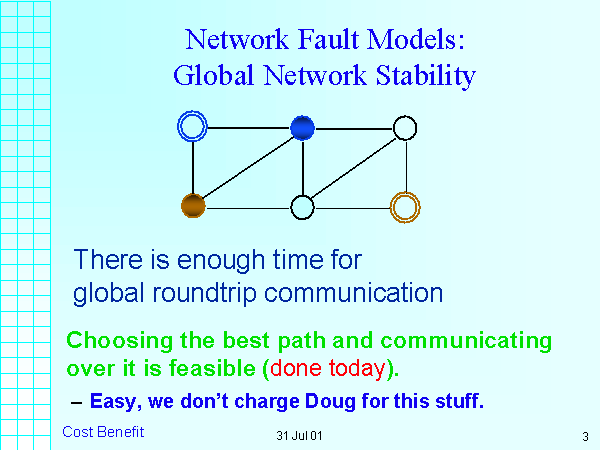 Network Fault Models:
Global Network Stability
There is enough time for
global roundtrip communication
Choosing the best path and communicating
over it is feasible (done today).
– Easy, we don't charge Doug for this stuff.
Cost Benefit
31 Jul 01
3